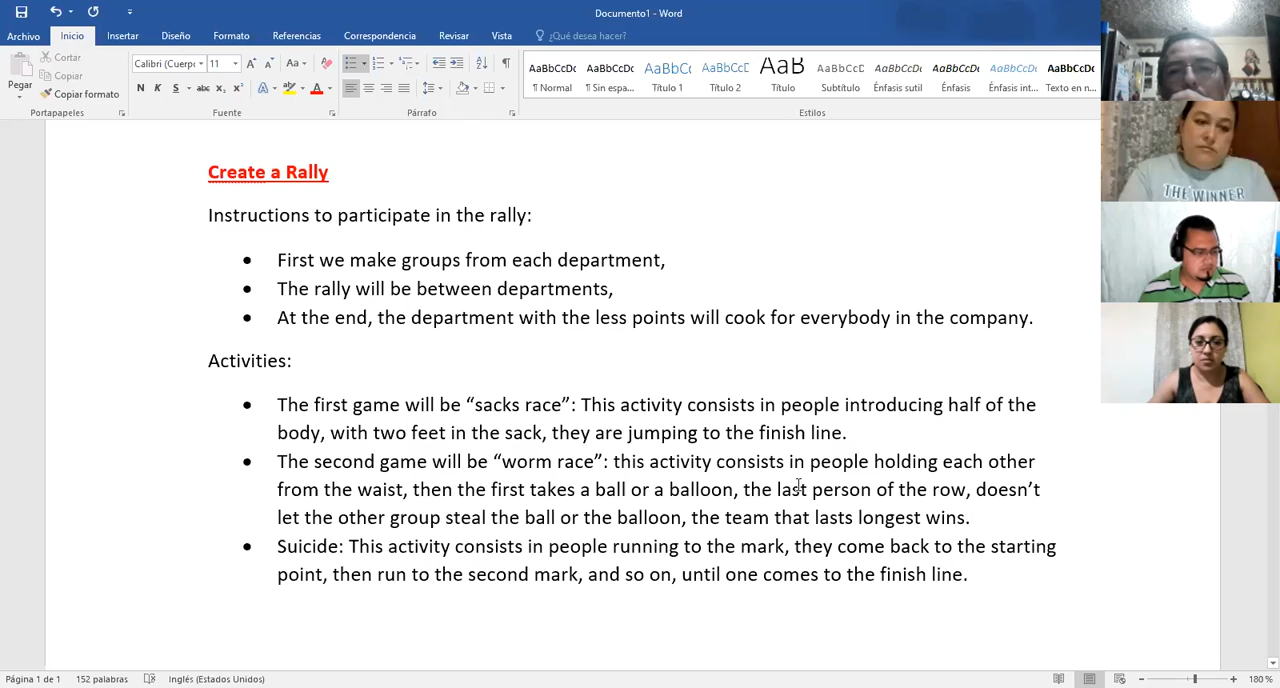 Documento1 - Word
Archivo Inicio Insertar Diseño Formato Referencias Correspondencia Revisar Vista ¿Qué desea hacer?
Pegar Cortar Copiar Copiar formato
Calibri (Cuerpo 11
AaBbCcDc AaBbCcDc AaBbCc AaBbCcD AaB AaBbCcD AaBbCcDc AaBbCcDc AaBbCcDc AaBbCcDc
¶ Normal ¶ Sin espa... Título 1 Título 2 Título Subtítulo Énfasis sutil Énfasis Énfasis int... Texto en n...
Portapapeles Fuente Párrafo Estilos
THE WINNER
Create a Rally
Instructions to participate in the rally:
• First we make groups from each department,
• The rally will be between departments,
• At the end, the department with the less points will cook for everybody in the company.
Activities:
• The first game will be “sacks race”: This activity consists in people introducing half of the
body, with two feet in the sack, they are jumping to the finish line.
• The second game will be “worm race”: this activity consists in people holding each other
from the waist, then the first takes a ball or a balloon, the last person of the row, doesn’t
let the other group steal the ball or the balloon, the team that lasts longest wins.
• Suicide: This activity consists in people running to the mark, they come back to the starting
point, then run to the second mark, and so on, until one comes to the finish line.
Página 1 de 1 152 palabras Inglés (Estados Unidos) 180 %